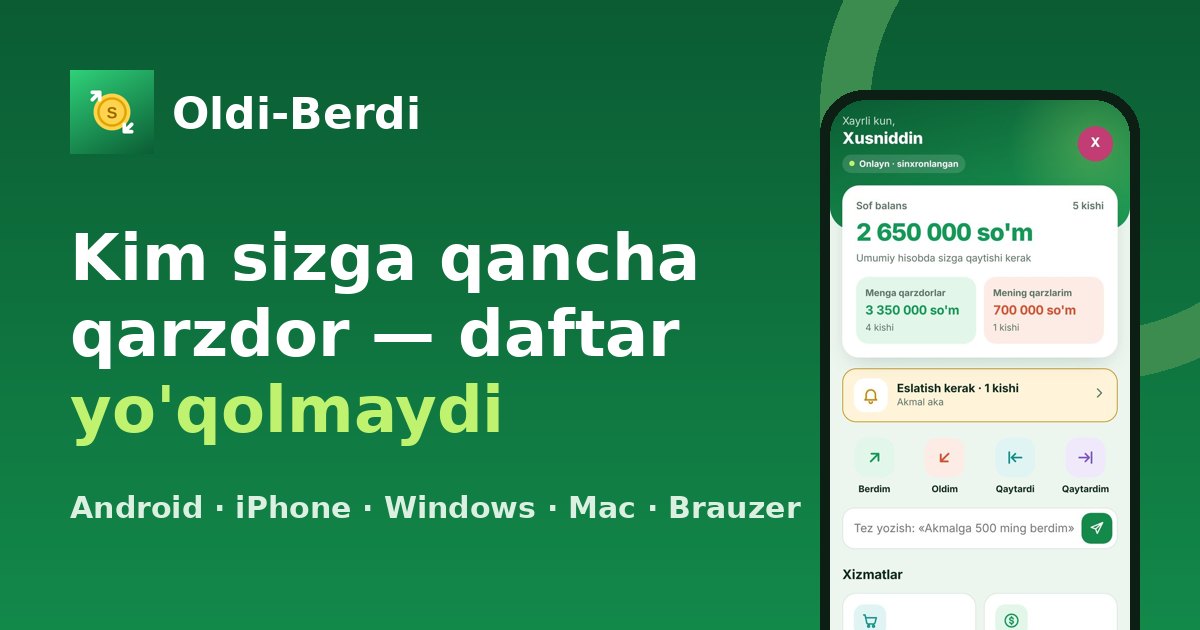 S
Oldi-Berdi
Kim sizga qancha
qarzdor — daftar
yo'qolmaydi
Android · iPhone · Windows · Mac · Brauzer
Xayrli kun,
Xusniddin
X
Onlayn · sinxronlangan
Sof balans
5 kishi
2 650 000 so'm
Umumiy hisobda sizga qaytishi kerak
Menga qarzdorlar
3 350 000 so'm
4 kishi
Mening qarzlarim
700 000 so'm
1 kishi
Eslatish kerak · 1 kishi
Akmal aka
Berdim
Oldim
Qaytardi
Qaytardim
Tez yozish: «Akmalga 500 ming berdim»
Xizmatlar